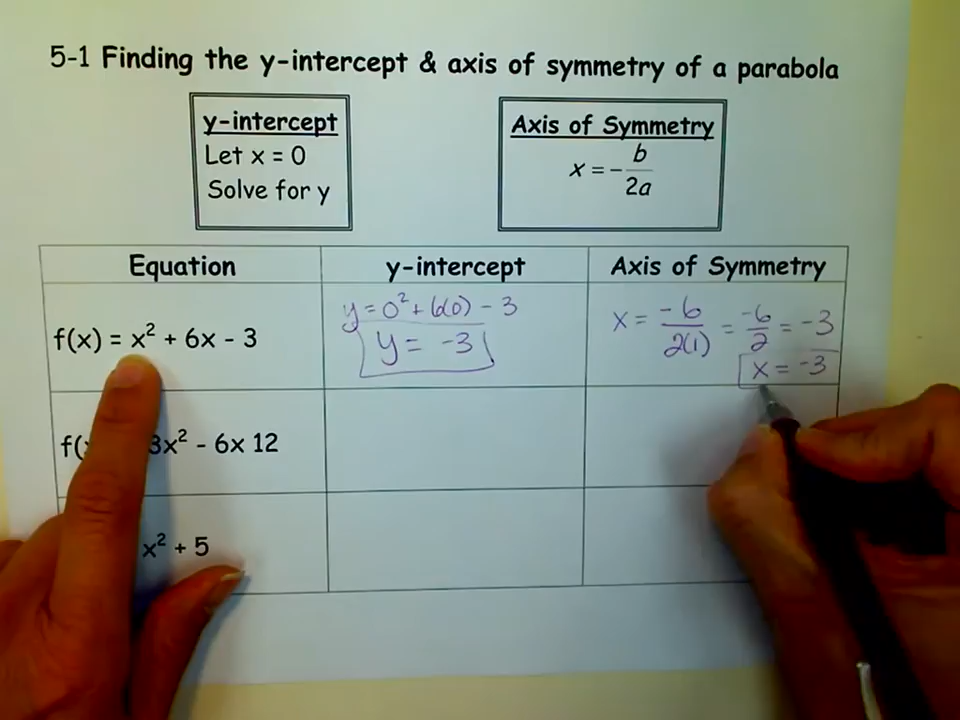 5-1 Finding the y-intercept & axis of symmetry of a parabola
y-intercept
Let x = 0
Solve for y
Axis of Symmetry
x = - b/2a
Equation y-intercept Axis of Symmetry
f(x) = x² + 6x - 3
y = 0² + 6(0) - 3
y = -3
x = -6/2(1) = -6/2 = -3
x = -3
f( 3x² - 6x 12
x² + 5